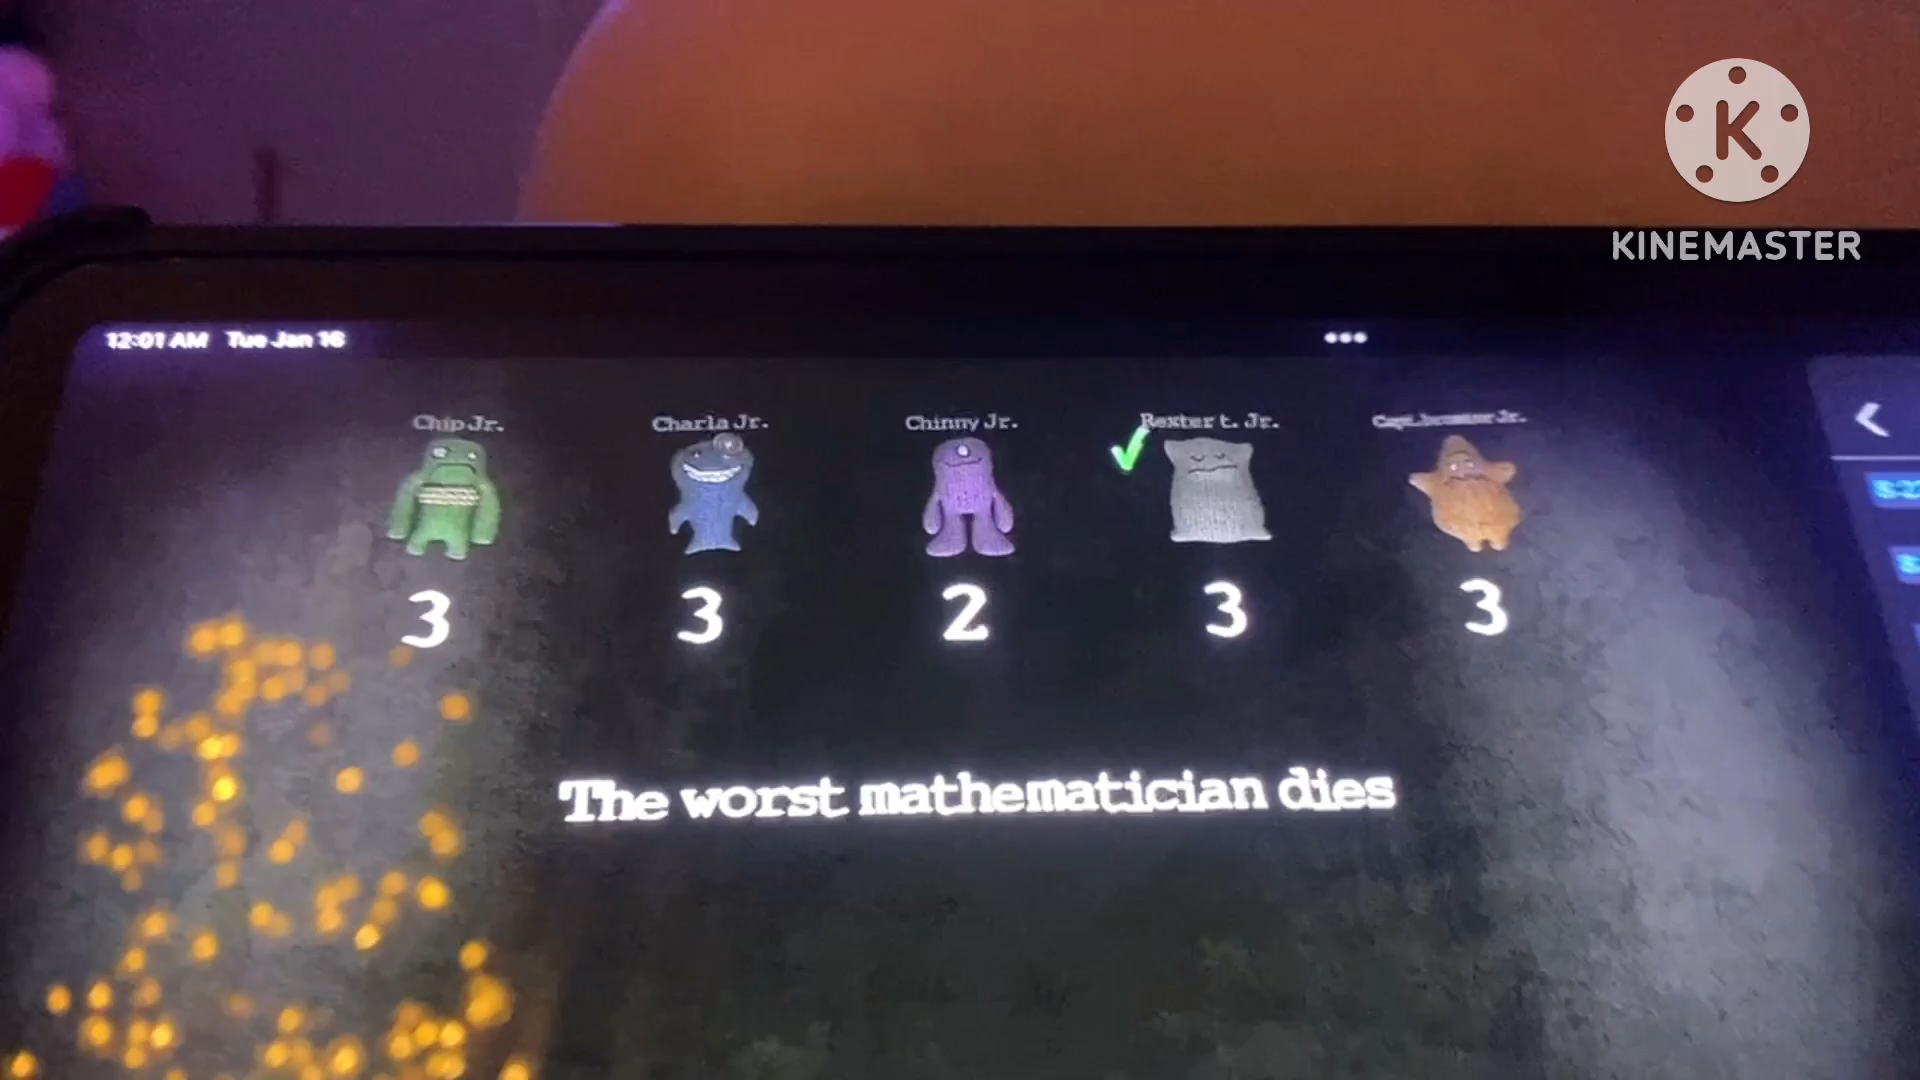 K
KINEMASTER
12:01 AM Tue Jan 16
Chip Jr.
Charla Jr.
Chinny Jr.
Rexter t. Jr.
Jr.
3
3
2
3
3
The worst mathematician dies